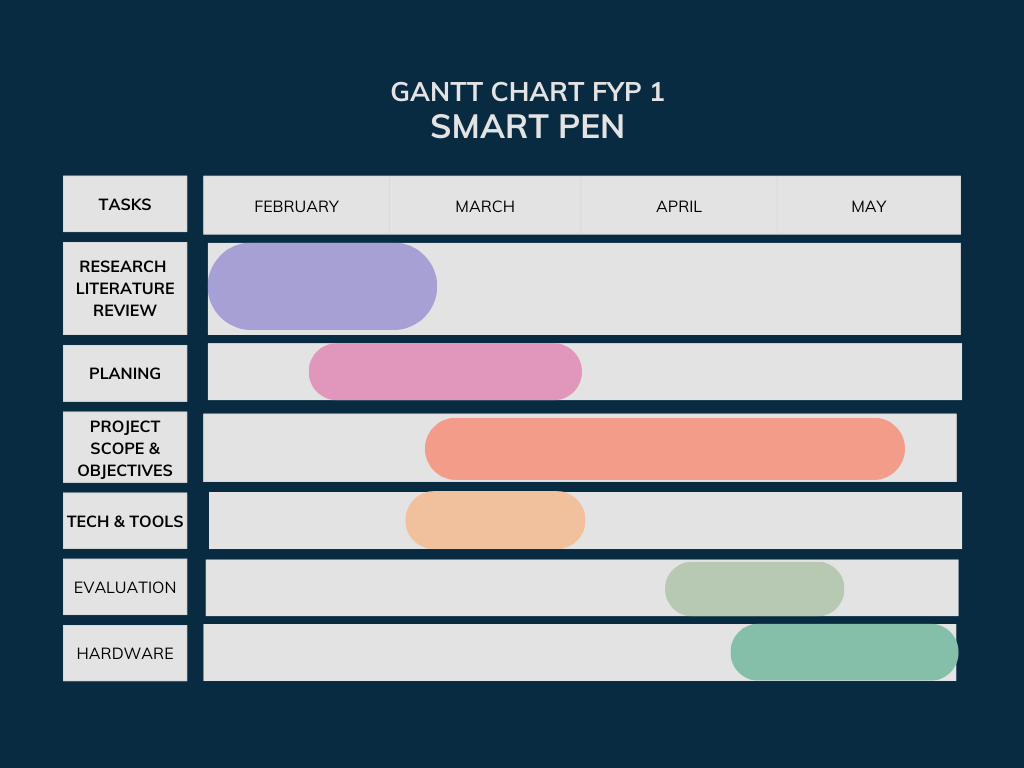 GANTT CHART FYP 1
SMART PEN
TASKS
FEBRUARY
MARCH
APRIL
MAY
RESEARCH
LITERATURE
REVIEW
PLANING
PROJECT
SCOPE &
OBJECTIVES
TECH & TOOLS
EVALUATION
HARDWARE